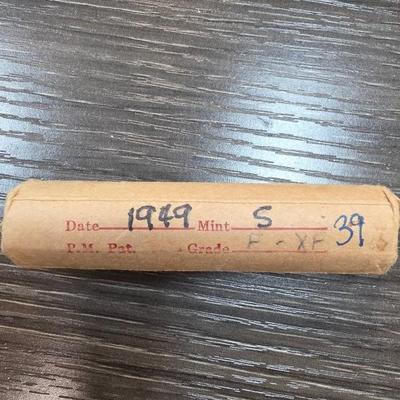 Date 1949 Mint S 39
P.M. Pat. Grade F - XF